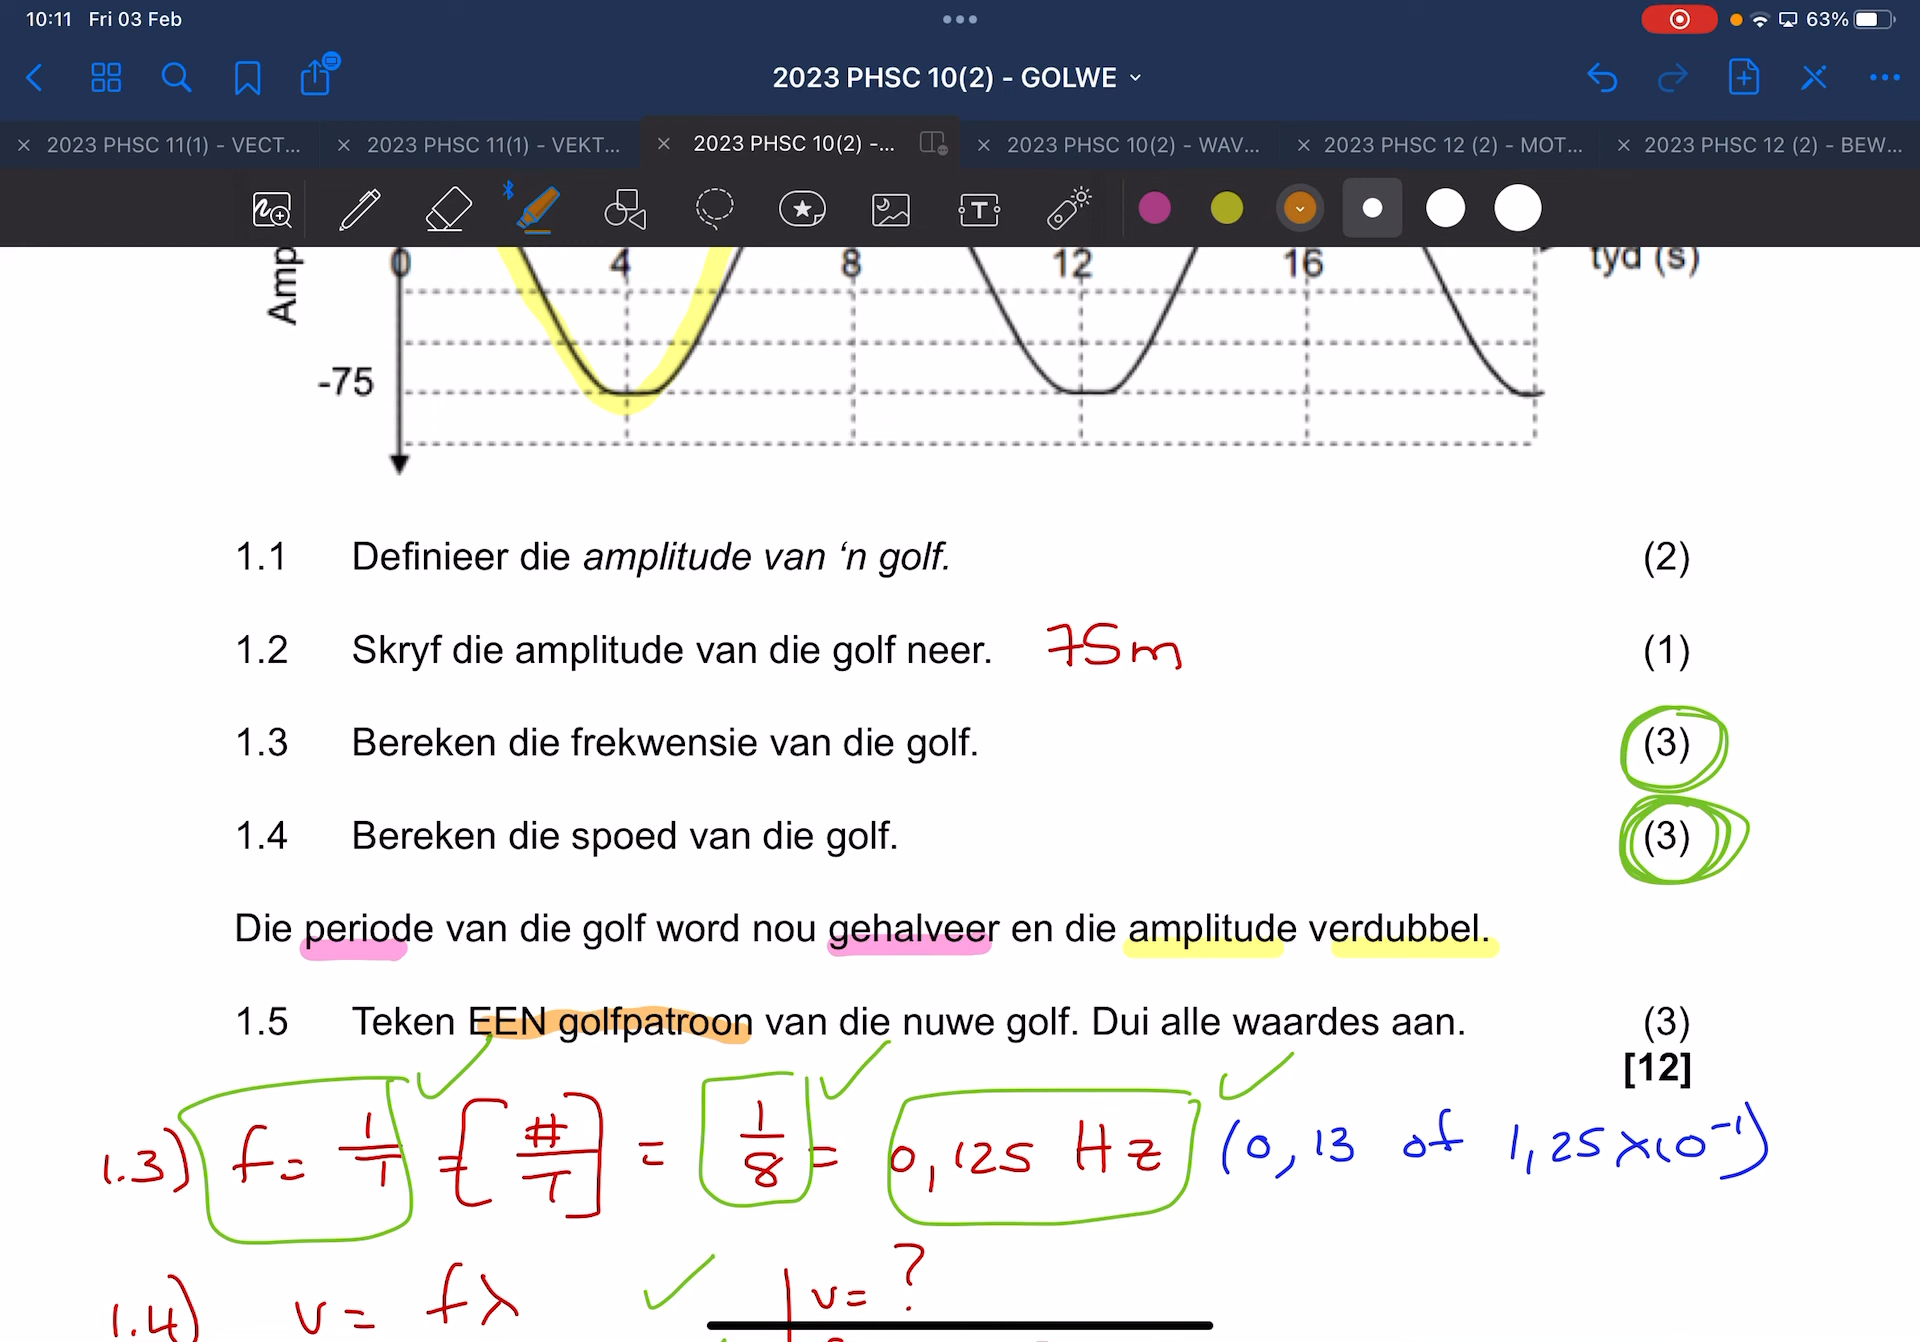 10:11 Fri 03 Feb
63%
2023 PHSC 10(2) - GOLWE
2023 PHSC 11(1) - VECT...
2023 PHSC 11(1) - VEKT...
2023 PHSC 10(2) -...
2023 PHSC 10(2) - WAV...
2023 PHSC 12 (2) - MOT...
2023 PHSC 12 (2) - BEW...
T
Amp
0 4 8 12 16 tyd (s)
-75
1.1 Definieer die amplitude van ‘n golf. (2)
1.2 Skryf die amplitude van die golf neer. 75m (1)
1.3 Bereken die frekwensie van die golf. (3)
1.4 Bereken die spoed van die golf. (3)
Die periode van die golf word nou gehalveer en die amplitude verdubbel.
1.5 Teken EEN golfpatroon van die nuwe golf. Dui alle waardes aan. (3)
[12]
1.3) f = 1/T = [#/T] = 1/8 = 0,125 Hz (0,13 of 1,25 x10⁻¹)
1.4) v = fλ v = ?